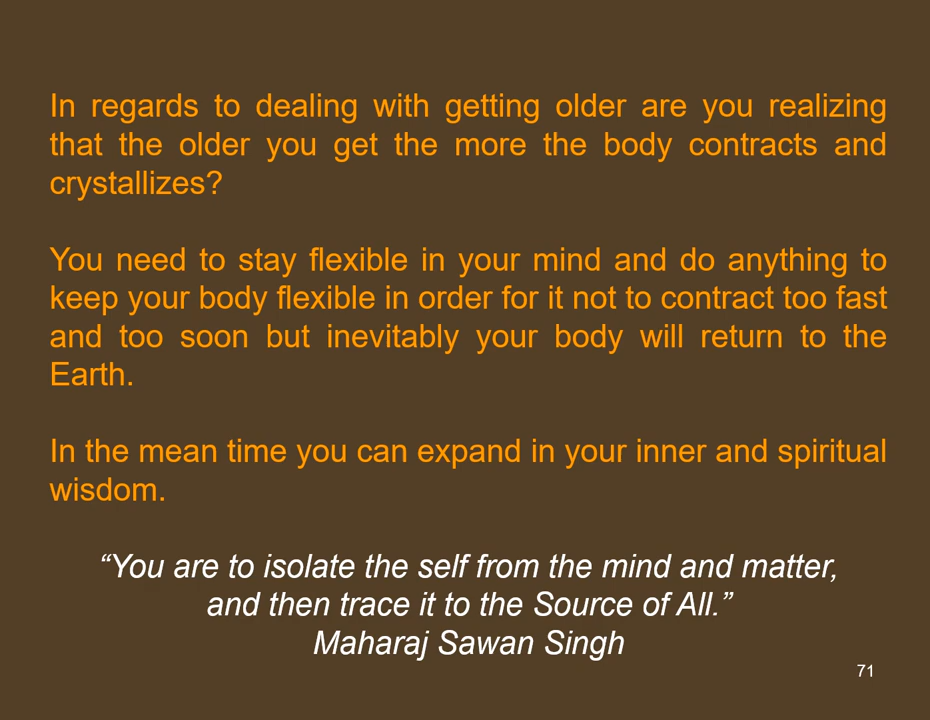 In regards to dealing with getting older are you realizing
that the older you get the more the body contracts and
crystallizes?
You need to stay flexible in your mind and do anything to
keep your body flexible in order for it not to contract too fast
and too soon but inevitably your body will return to the
Earth.
In the mean time you can expand in your inner and spiritual
wisdom.
“You are to isolate the self from the mind and matter,
and then trace it to the Source of All.”
Maharaj Sawan Singh
71